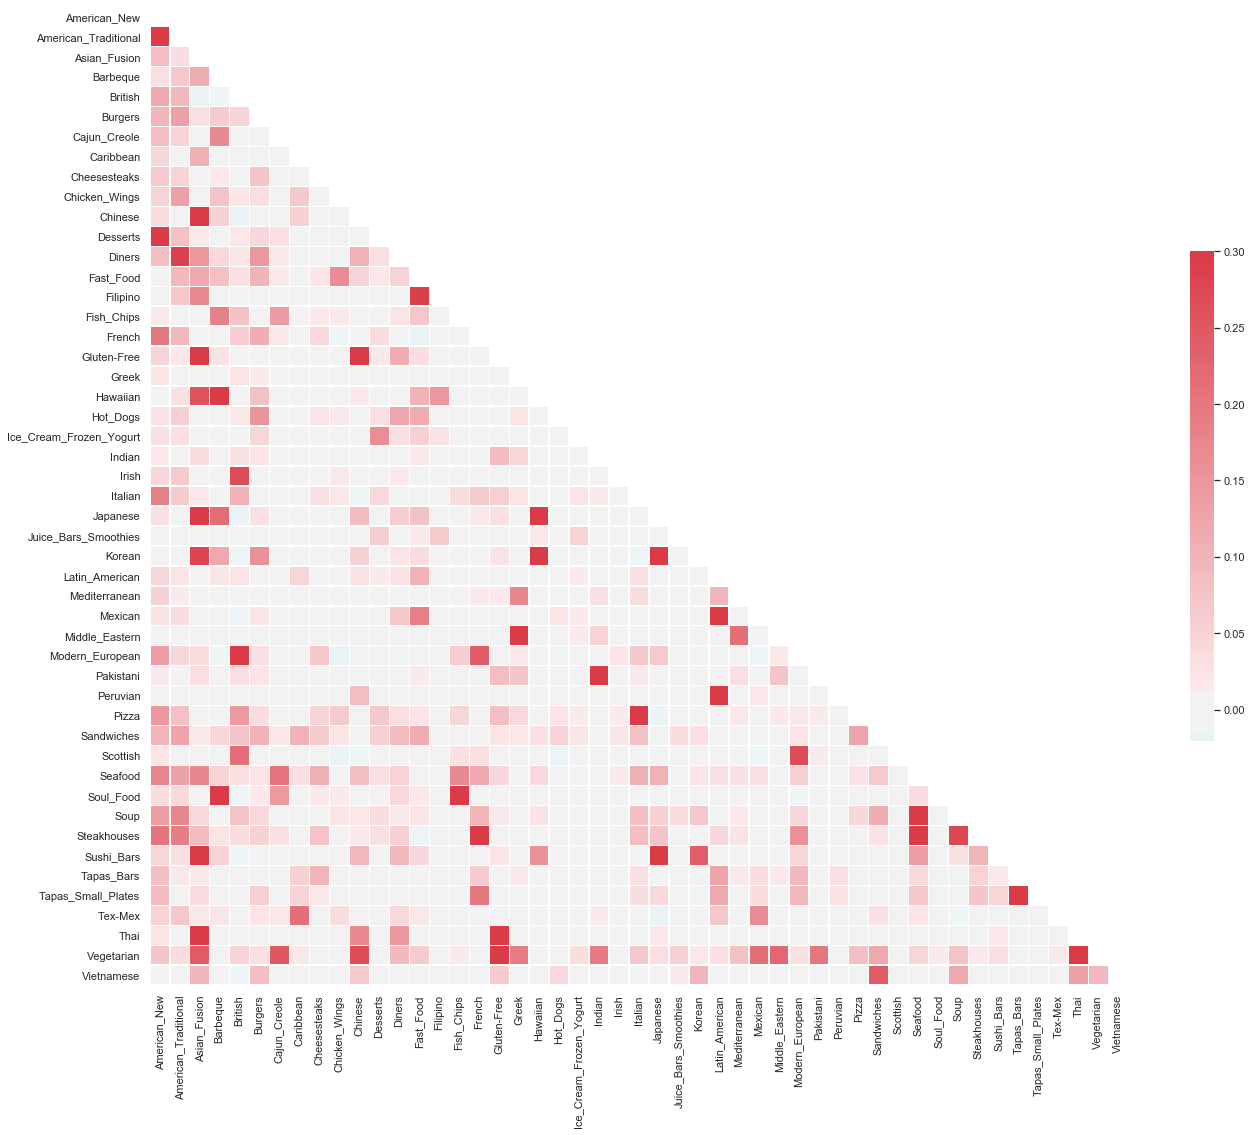 American_New
American_Traditional
Asian_Fusion
Barbeque
British
Burgers
Cajun_Creole
Caribbean
Cheesesteaks
Chicken_Wings
Chinese
Desserts
Diners
Fast_Food
Filipino
Fish_Chips
French
Gluten-Free
Greek
Hawaiian
Hot_Dogs
Ice_Cream_Frozen_Yogurt
Indian
Irish
Italian
Japanese
Juice_Bars_Smoothies
Korean
Latin_American
Mediterranean
Mexican
Middle_Eastern
Modern_European
Pakistani
Peruvian
Pizza
Sandwiches
Scottish
Seafood
Soul_Food
Soup
Steakhouses
Sushi_Bars
Tapas_Bars
Tapas_Small_Plates
Tex-Mex
Thai
Vegetarian
Vietnamese
American_New
American_Traditional
Asian_Fusion
Barbeque
British
Burgers
Cajun_Creole
Caribbean
Cheesesteaks
Chicken_Wings
Chinese
Desserts
Diners
Fast_Food
Filipino
Fish_Chips
French
Gluten-Free
Greek
Hawaiian
Hot_Dogs
Ice_Cream_Frozen_Yogurt
Indian
Irish
Italian
Japanese
Juice_Bars_Smoothies
Korean
Latin_American
Mediterranean
Mexican
Middle_Eastern
Modern_European
Pakistani
Peruvian
Pizza
Sandwiches
Scottish
Seafood
Soul_Food
Soup
Steakhouses
Sushi_Bars
Tapas_Bars
Tapas_Small_Plates
Tex-Mex
Thai
Vegetarian
Vietnamese
0.30
0.25
0.20
0.15
0.10
0.05
0.00